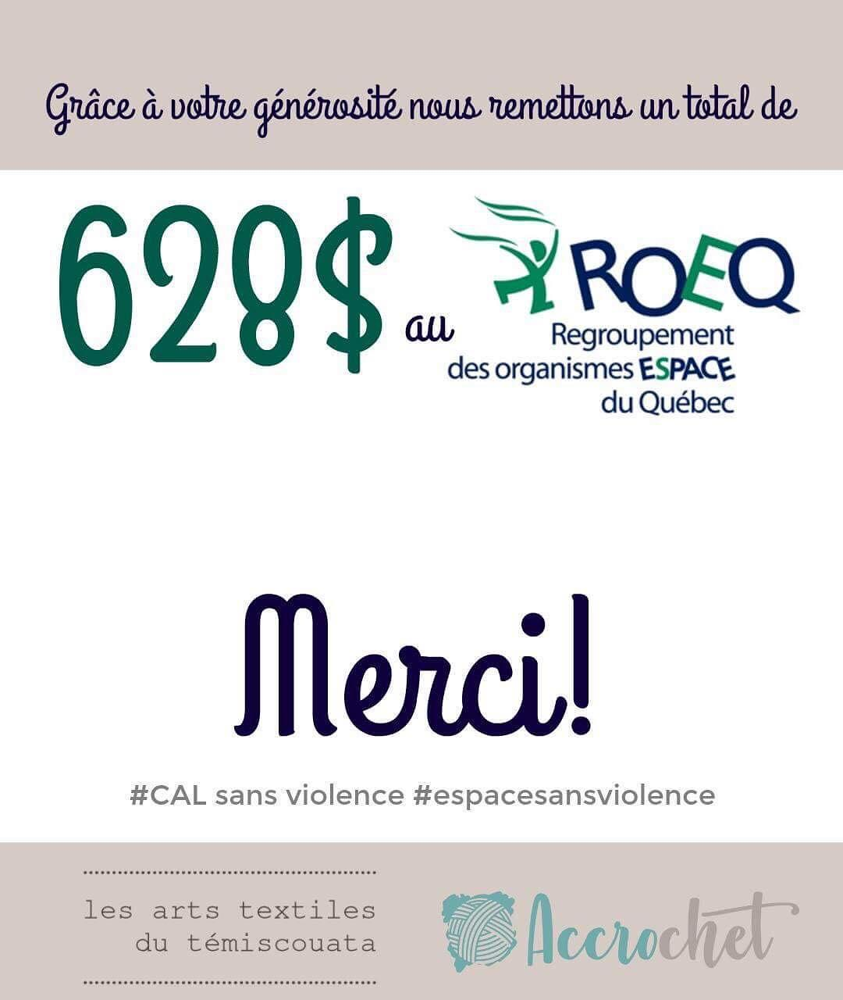 Grâce à votre générosité nous remettons un total de
628$ au
ROEQ
Regroupement
des organismes ESPACE
du Québec
Merci!
#CAL sans violence #espacesansviolence
les arts textiles
du témiscouata
Accrochet